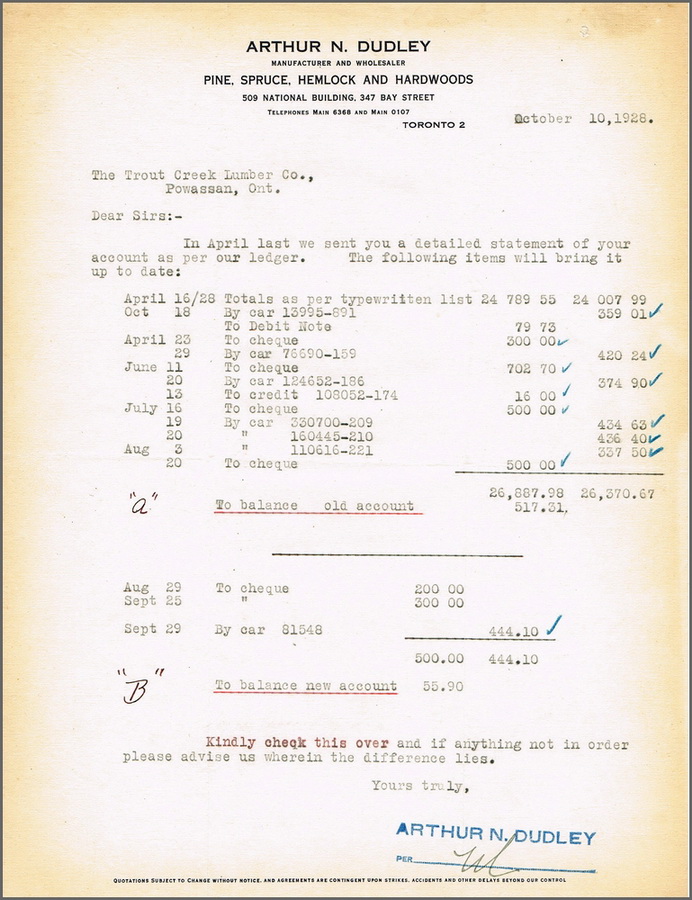 ARTHUR N. DUDLEY
MANUFACTURER AND WHOLESALER
PINE, SPRUCE, HEMLOCK AND HARDWOODS
509 NATIONAL BUILDING, 347 BAY STREET
TELEPHONES MAIN 6368 AND MAIN 0107
TORONTO 2
October 10,1928.
The Trout Creek Lumber Co.,
Powassan, Ont.
Dear Sirs:-
In April last we sent you a detailed statement of your
account as per our ledger. The following items will bring it
up to date:
April 16/28 Totals as per typewriitten list 24 789 55 24 007 99
Oct 18 By car 13995-891 359 01
To Debit Note 79 73
April 23 To cheque 300 00
29 By car 76690-159 420 24
June 11 To cheque 702 70
20 By car 124652-186 374 90
13 To credit 108052-174 16 00
July 16 To cheque 500 00
19 By car 330700-209 434 63
20 " 160445-210 436 40
Aug 3 " 110616-221 337 50
20 To cheque 500 00
26,887.98 26,370.67
"a" To balance old account 517.31.
Aug 29 To cheque 200 00
Sept 25 " 300 00
Sept 29 By car 81548 444.10
500.00 444.10
"B" To balance new account 55.90
Kindly cheqk this over and if anything not in order
please advise us wherein the difference lies.
Yours truly,
ARTHUR N. DUDLEY
PER
QUOTATIONS SUBJECT TO CHANGE WITHOUT NOTICE, AND AGREEMENTS ARE CONTINGENT UPON STRIKES, ACCIDENTS AND OTHER DELAYS BEYOND OUR CONTROL